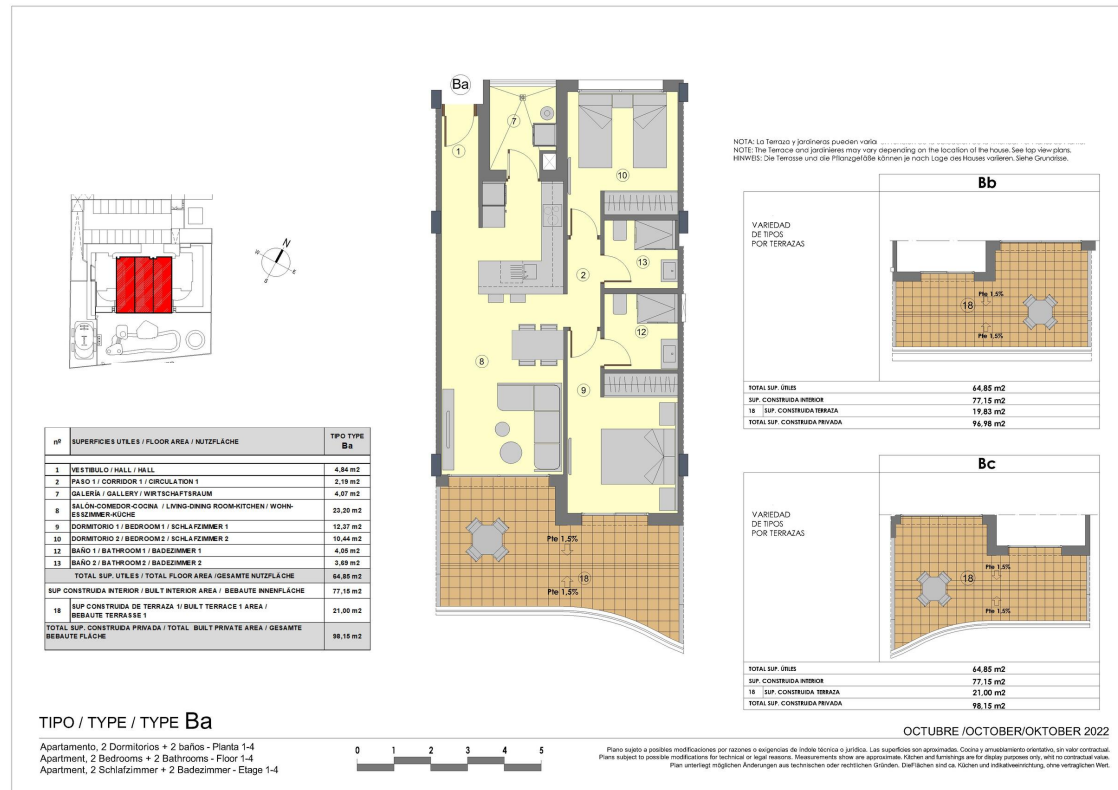 Ba
1
7
10
2
13
12
8
9
Pte 1,5%
18
Pte 1,5%
N
E
S
NOTA: La Terraza y jardineras pueden varia
NOTE: The Terrace and jardinieres may vary depending on the location of the house. See top view plans.
HINWEIS: Die Terrasse und die Pflanzgefäße können je nach Lage des Hauses variieren. Siehe Grundrisse.
Bb
VARIEDAD
DE TIPOS
POR TERRAZAS
Pte 1,5%
18
Pte 1,5%
TOTAL SUP. ÚTILES 64,85 m2
SUP. CONSTRUIDA INTERIOR 77,15 m2
18 SUP. CONSTRUIDA TERRAZA 19,83 m2
TOTAL SUP. CONSTRUIDA PRIVADA 96,98 m2
Bc
VARIEDAD
DE TIPOS
POR TERRAZAS
Pte 1,5%
18
Pte 1,5%
TOTAL SUP. ÚTILES 64,85 m2
SUP. CONSTRUIDA INTERIOR 77,15 m2
18 SUP. CONSTRUIDA TERRAZA 21,00 m2
TOTAL SUP. CONSTRUIDA PRIVADA 98,15 m2
nº SUPERFICIES UTILES / FLOOR AREA / NUTZFLÄCHE TIPO TYPE
Ba
1 VESTIBULO / HALL / HALL 4,84 m2
2 PASO 1 / CORRIDOR 1 / CIRCULATION 1 2,19 m2
7 GALERÍA / GALLERY / WIRTSCHAFTSRAUM 4,07 m2
8 SALÓN-COMEDOR-COCINA / LIVING-DINING ROOM-KITCHEN / WOHN-
ESSZIMMER-KÜCHE 23,20 m2
9 DORMITORIO 1 / BEDROOM 1 / SCHLAFZIMMER 1 12,37 m2
10 DORMITORIO 2 / BEDROOM 2 / SCHLAFZIMMER 2 10,44 m2
12 BAÑO 1 / BATHROOM 1 / BADEZIMMER 1 4,05 m2
13 BAÑO 2 / BATHROOM 2 / BADEZIMMER 2 3,69 m2
TOTAL SUP. UTILES / TOTAL FLOOR AREA /GESAMTE NUTZFLÄCHE 64,85 m2
SUP CONSTRUIDA INTERIOR / BUILT INTERIOR AREA / BEBAUTE INNENFLÄCHE 77,15 m2
18 SUP CONSTRUIDA DE TERRAZA 1/ BUILT TERRACE 1 AREA /
BEBAUTE TERRASSE 1 21,00 m2
TOTAL SUP. CONSTRUIDA PRIVADA / TOTAL BUILT PRIVATE AREA / GESAMTE
BEBAUTE FLÄCHE 98,15 m2
TIPO / TYPE / TYPE Ba
Apartamento, 2 Dormitorios + 2 baños - Planta 1-4
Apartment, 2 Bedrooms + 2 Bathrooms - Floor 1-4
Apartment, 2 Schlafzimmer + 2 Badezimmer - Etage 1-4
0 1 2 3 4 5
OCTUBRE /OCTOBER/OKTOBER 2022
Plano sujeto a posibles modificaciones por razones o exigencias de índole técnica o jurídica. Las superficies son aproximadas. Cocina y amueblamiento orientativo, sin valor contractual.
Plans subject to possible modifications for technical or legal reasons. Measurements show are approximate. Kitchen and furnishings are for display purposes only, whit no contractual value.
Plan unterliegt möglichen Änderungen aus technischen oder rechtlichen Gründen. DieFlächen sind ca. Küchen und indikativeeinrichtung, ohne vertraglichen Wert.